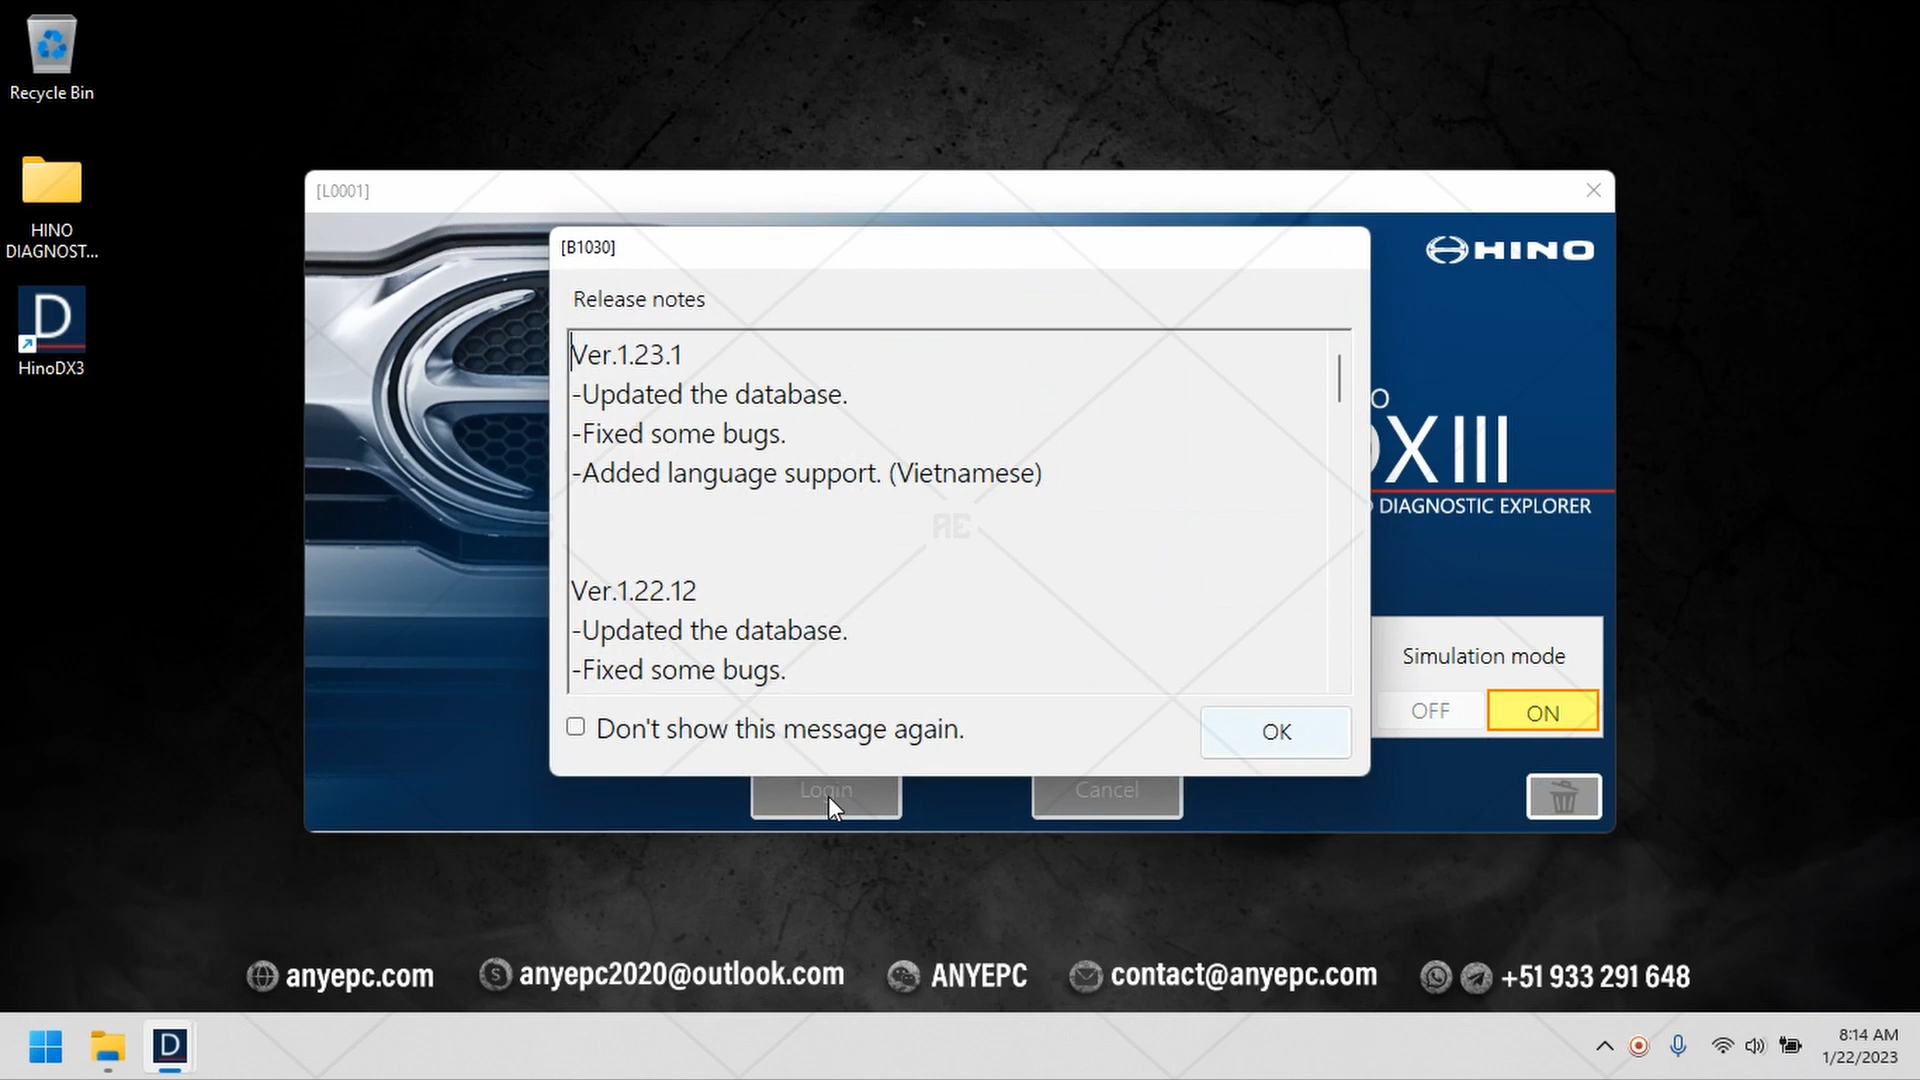 Recycle Bin
HINO
DIAGNOST...
D
HinoDX3
[L0001]
HINO
[B1030]
Release notes
Ver.1.23.1
-Updated the database.
-Fixed some bugs.
-Added language support. (Vietnamese)
Ver.1.22.12
-Updated the database.
-Fixed some bugs.
Don't show this message again.
OK
O
X III
DIAGNOSTIC EXPLORER
Simulation mode
OFF
ON
Login
Cancel
anyepc.com
anyepc2020@outlook.com
ANYEPC
contact@anyepc.com
+51 933 291 648
D
8:14 AM
1/22/2023